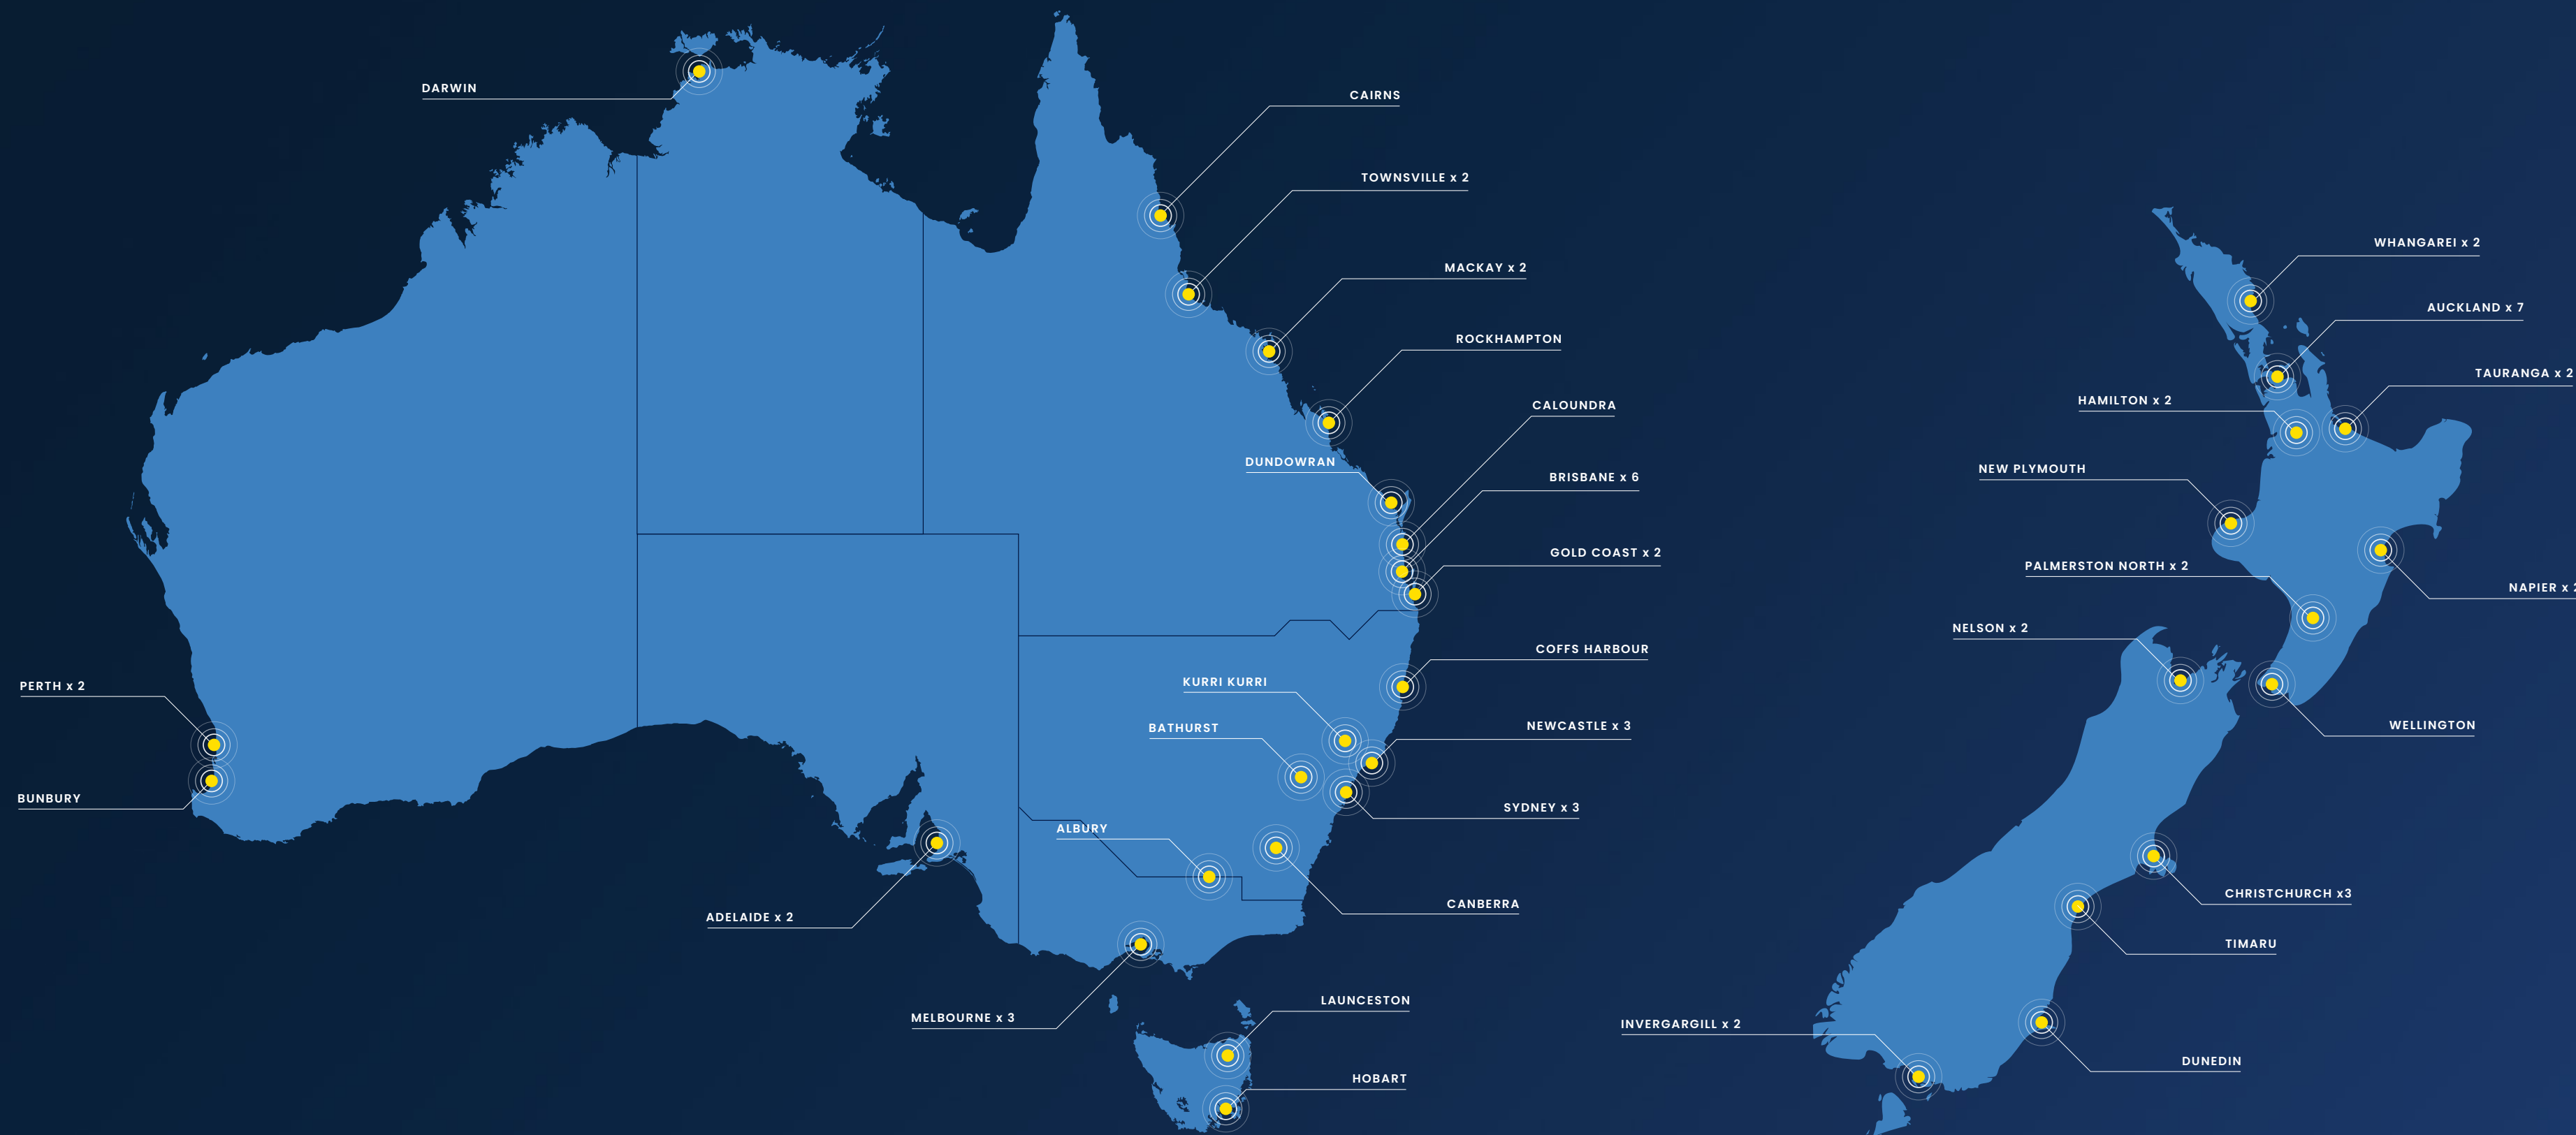 DARWIN
CAIRNS
TOWNSVILLE x 2
MACKAY x 2
ROCKHAMPTON
CALOUNDRA
DUNDOWRAN
BRISBANE x 6
GOLD COAST x 2
COFFS HARBOUR
KURRI KURRI
BATHURST
NEWCASTLE x 3
SYDNEY x 3
ALBURY
CANBERRA
PERTH x 2
BUNBURY
ADELAIDE x 2
MELBOURNE x 3
LAUNCESTON
HOBART
WHANGAREI x 2
AUCKLAND x 7
TAURANGA x 2
HAMILTON x 2
NEW PLYMOUTH
PALMERSTON NORTH x 2
NAPIER x 2
NELSON x 2
WELLINGTON
CHRISTCHURCH x3
TIMARU
INVERGARGILL x 2
DUNEDIN